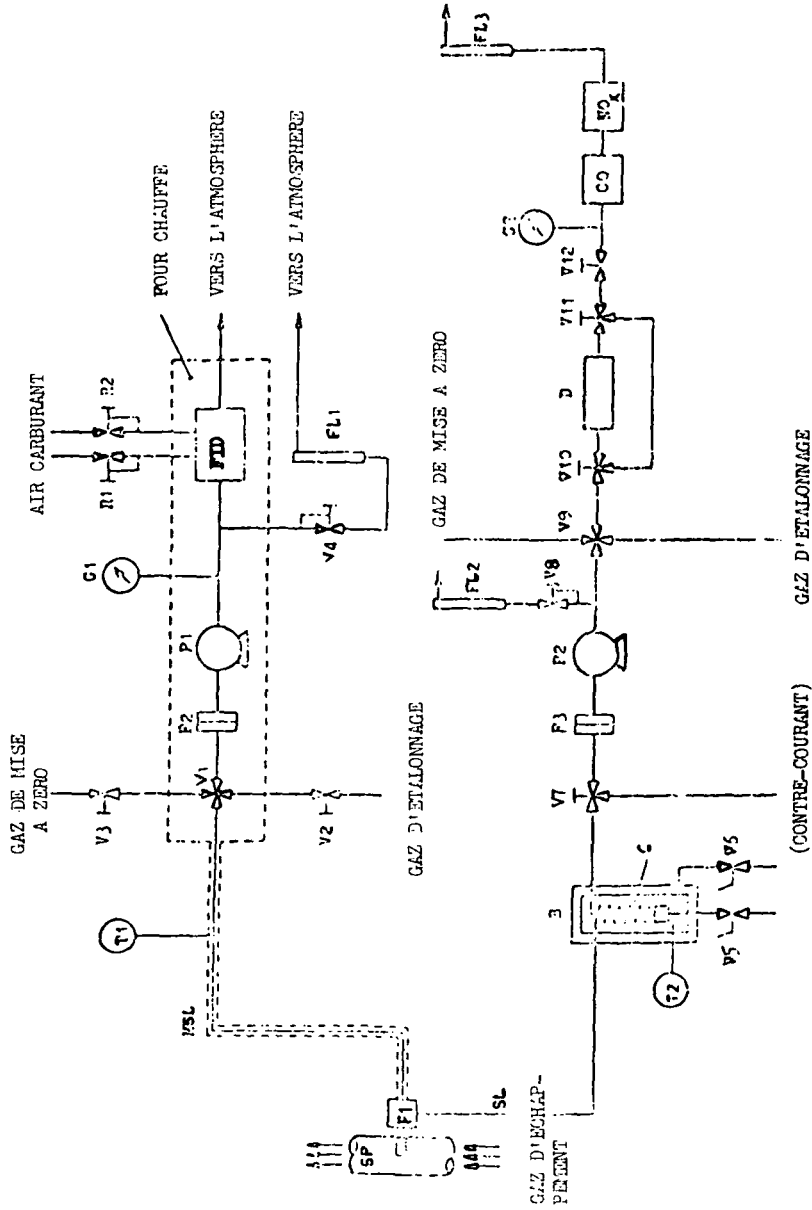 FL3
NOx
CO
V12
V11
D
V10
V9
GAZ DE MISE A ZERO
GAZ D'ETALONNAGE
FL2
V8
P2
F3
V7
(CONTRE-COURANT)
C
B
T2
SL
GAZ D'ECHAP-
PEMENT
VERS L'ATMOSPHERE
VERS L'ATMOSPHERE
FOUR CHAUFFE
AIR CARBURANT
R1
R2
FID
FL1
V4
G1
P1
F2
V1
V3
V2
GAZ DE MISE
A ZERO
GAZ D'ETALONNAGE
T1
HSL
F1
SP